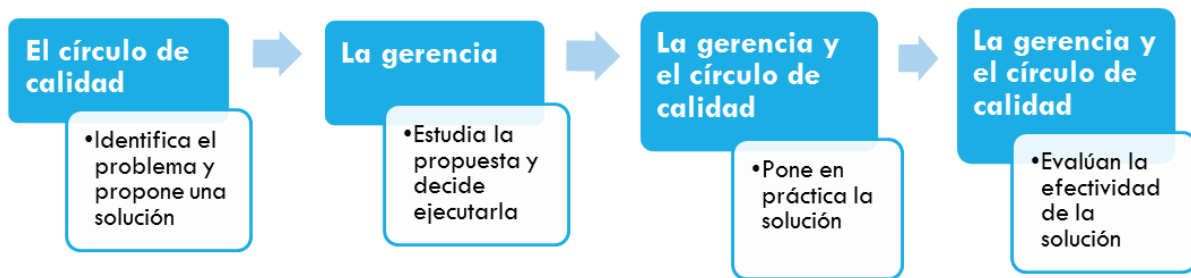 El círculo de
calidad
•Identifica el
problema y
propone una
solución
La gerencia
•Estudia la
propuesta y
decide
ejecutarla
La gerencia y
el círculo de
calidad
•Pone en
práctica la
solución
La gerencia y
el círculo de
calidad
•Evalúan la
efectividad
de la
solución